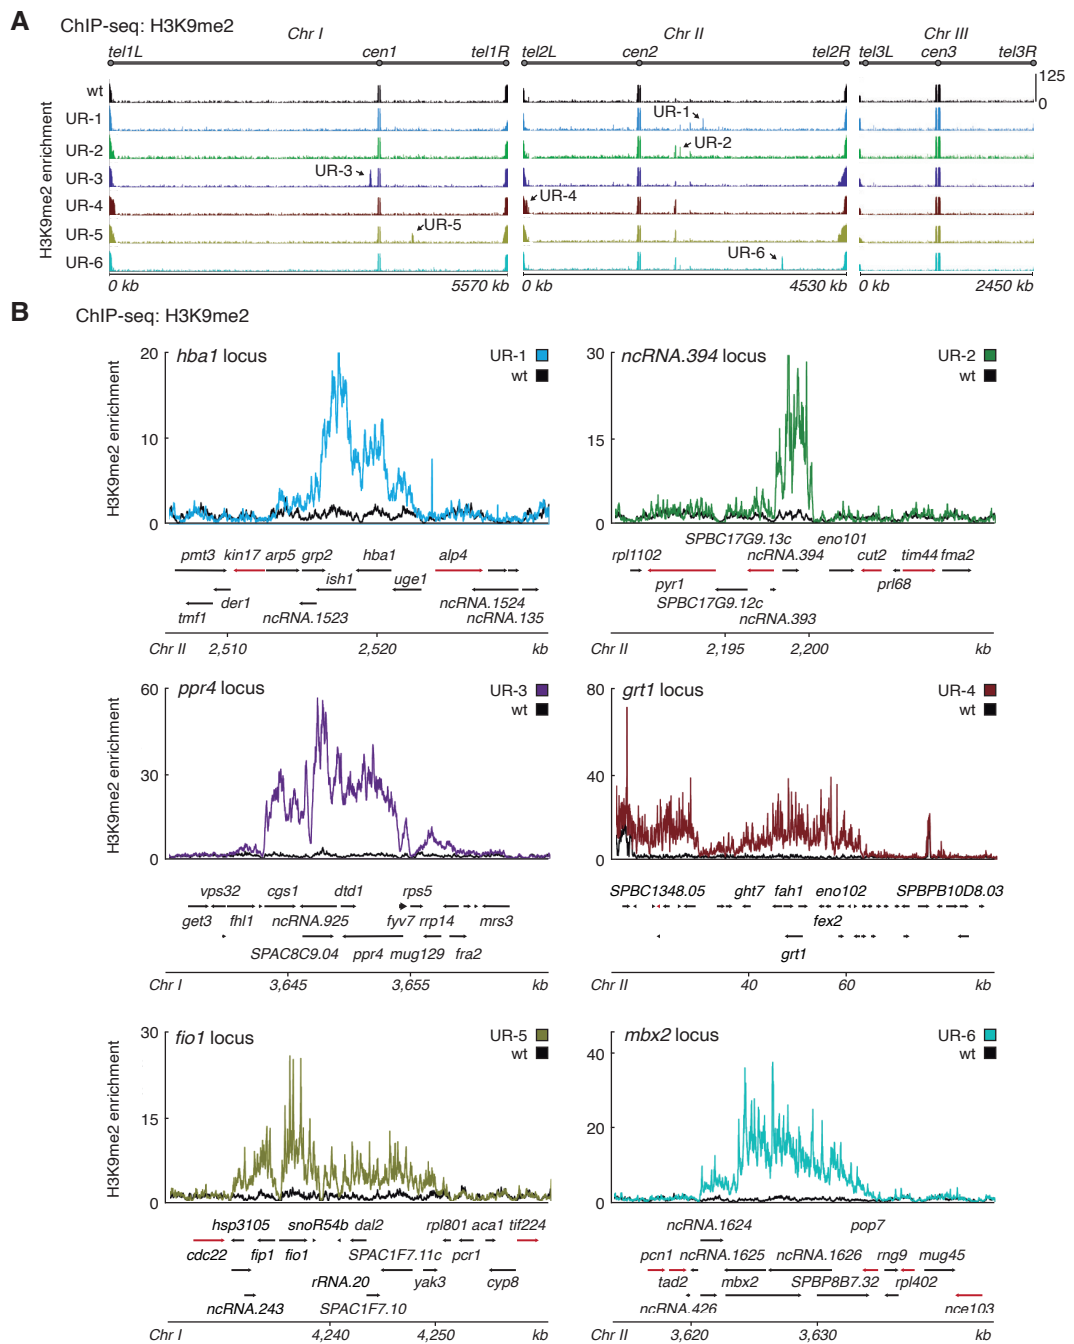 A
ChIP-seq: H3K9me2
Chr I
Chr II
Chr III
tel1L cen1 tel1R tel2L cen2 tel2R tel3L cen3 tel3R
H3K9me2 enrichment
wt
125
0
UR-1
UR-1
UR-2
UR-2
UR-3
UR-3
UR-4
UR-4
UR-5
UR-5
UR-6
UR-6
0 kb 5570 kb 0 kb 4530 kb 0 kb 2450 kb
B
ChIP-seq: H3K9me2
H3K9me2 enrichment
20
10
0
hba1 locus
UR-1
wt
pmt3 kin17 arp5 grp2 hba1 alp4
ish1
der1 uge1 ncRNA.1524
tmf1 ncRNA.1523 ncRNA.135
Chr II 2,510 2,520 kb
30
15
0
ncRNA.394 locus
UR-2
wt
SPBC17G9.13c eno101
rpl1102 ncRNA.394 cut2 tim44 fma2
pyr1 prl68
SPBC17G9.12c
ncRNA.393
Chr II 2,195 2,200 kb
H3K9me2 enrichment
60
30
0
ppr4 locus
UR-3
wt
vps32 cgs1 dtd1 rps5
get3 fhl1 ncRNA.925 fyv7 rrp14 mrs3
SPAC8C9.04 ppr4 mug129 fra2
Chr I 3,645 3,655 kb
80
40
0
grt1 locus
UR-4
wt
SPBC1348.05 ght7 fah1 eno102 SPBPB10D8.03
fex2
grt1
Chr II 40 60 kb
H3K9me2 enrichment
30
15
0
fio1 locus
UR-5
wt
hsp3105 snoR54b dal2 rpl801 aca1 tif224
cdc22 fip1 fio1 SPAC1F7.11c pcr1
rRNA.20 yak3 cyp8
ncRNA.243 SPAC1F7.10
Chr I 4,240 4,250 kb
40
20
0
mbx2 locus
UR-6
wt
ncRNA.1624 pop7
pcn1 ncRNA.1625 ncRNA.1626 rng9 mug45
tad2 mbx2 SPBP8B7.32 rpl402
ncRNA.426 nce103
Chr II 3,620 3,630 kb